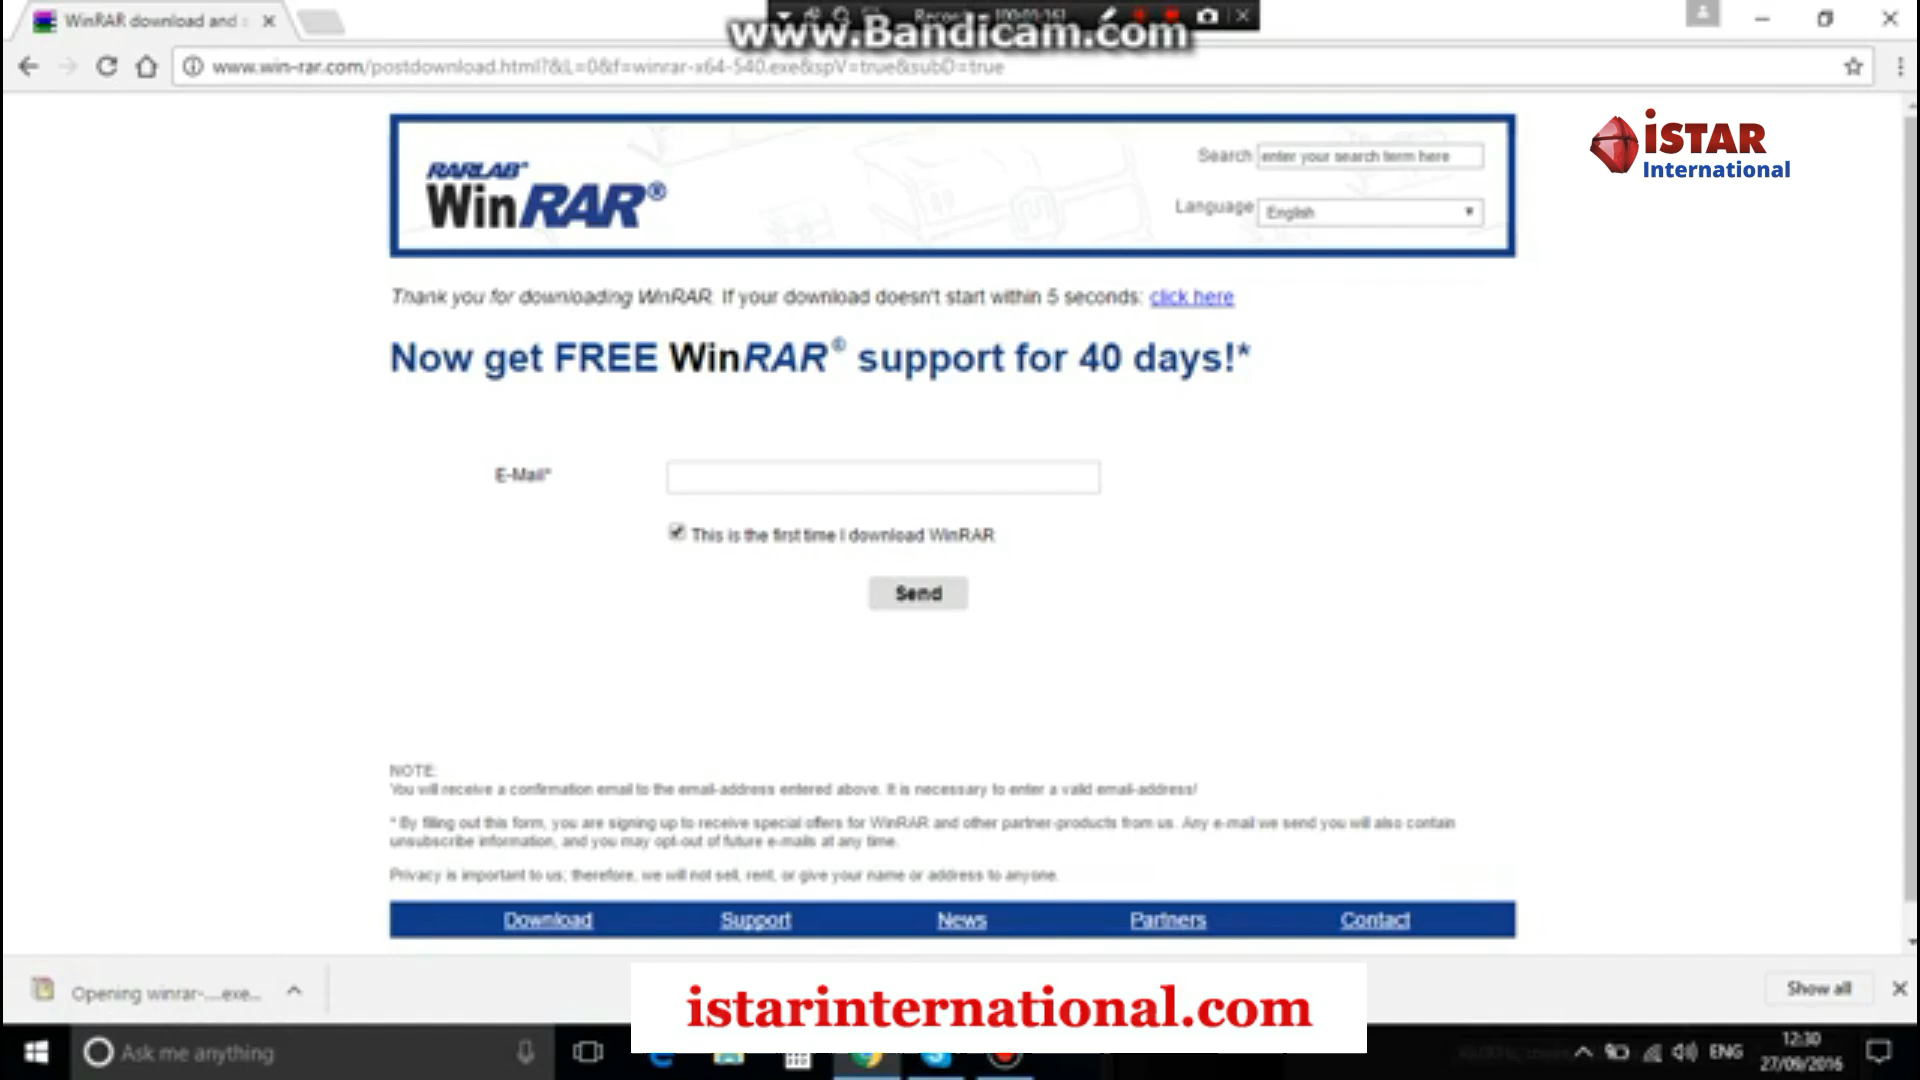 WinRAR download and
www.Bandicam.com
www.win-rar.com/postdownload.html?&L=0&f=winrar-x64-540.exe&spV=true&subD=true
iSTAR
International
RARLAB®
WinRAR®
Search enter your search term here
Language English
Thank you for downloading WinRAR. If your download doesn't start within 5 seconds: click here
Now get FREE WinRAR® support for 40 days!*
E-Mail*
This is the first time I download WinRAR
Send
NOTE:
You will receive a confirmation email to the email-address entered above. It is necessary to enter a valid email-address!
* By filling out this form, you are signing up to receive special offers for WinRAR and other partner-products from us. Any e-mail we send you will also contain
unsubscribe information, and you may opt-out of future e-mails at any time.
Privacy is important to us; therefore, we will not sell, rent, or give your name or address to anyone.
Download Support News Partners Contact
Opening winrar-....exe...
Show all
istarinternational.com
Ask me anything
ENG
12:30
27/09/2016